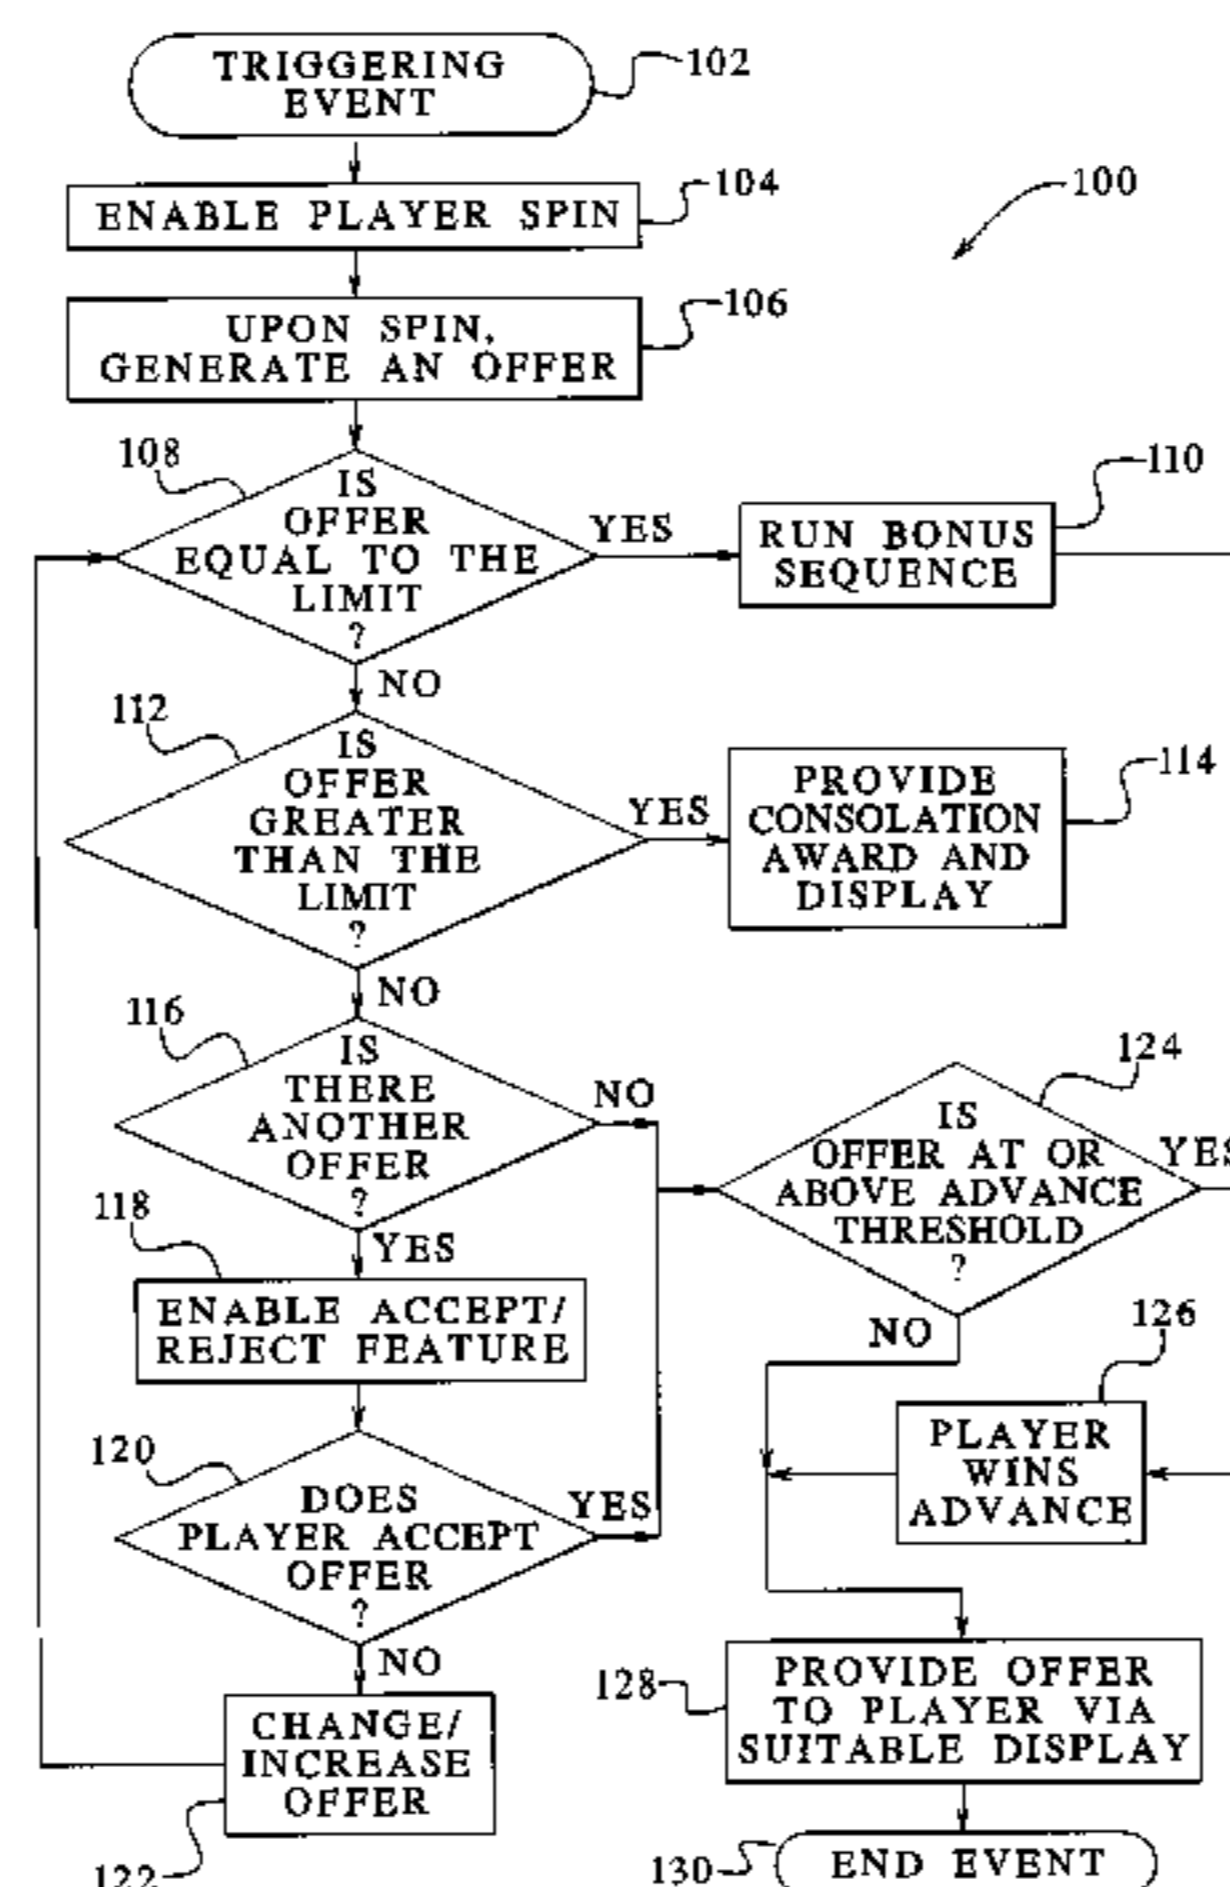 TRIGGERING
EVENT
102
ENABLE PLAYER SPIN
104
100
UPON SPIN,
GENERATE AN OFFER
106
108
IS
OFFER
EQUAL TO THE
LIMIT
?
YES
RUN BONUS
SEQUENCE
110
NO
112
IS
OFFER
GREATER
THAN THE
LIMIT
?
YES
PROVIDE
CONSOLATION
AWARD AND
DISPLAY
114
NO
116
IS
THERE
ANOTHER
OFFER
?
NO
124
IS
OFFER AT OR
ABOVE ADVANCE
THRESHOLD
?
YES
NO
YES
118
ENABLE ACCEPT/
REJECT FEATURE
126
PLAYER
WINS
ADVANCE
120
DOES
PLAYER ACCEPT
OFFER
?
YES
NO
CHANGE/
INCREASE
OFFER
122
128
PROVIDE OFFER
TO PLAYER VIA
SUITABLE DISPLAY
130
END EVENT